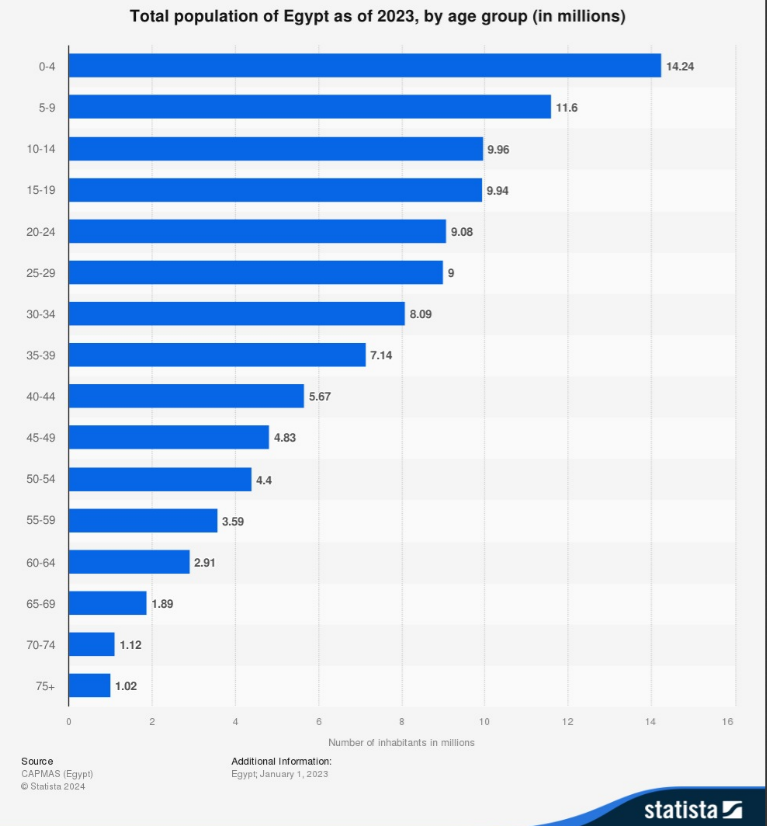 Total population of Egypt as of 2023, by age group (in millions)
0-4 14.24
5-9 11.6
10-14 9.96
15-19 9.94
20-24 9.08
25-29 9
30-34 8.09
35-39 7.14
40-44 5.67
45-49 4.83
50-54 4.4
55-59 3.59
60-64 2.91
65-69 1.89
70-74 1.12
75+ 1.02
0 2 4 6 8 10 12 14 16
Number of inhabitants in millions
Source
CAPMAS (Egypt)
© Statista 2024
Additional Information:
Egypt; January 1, 2023
statista